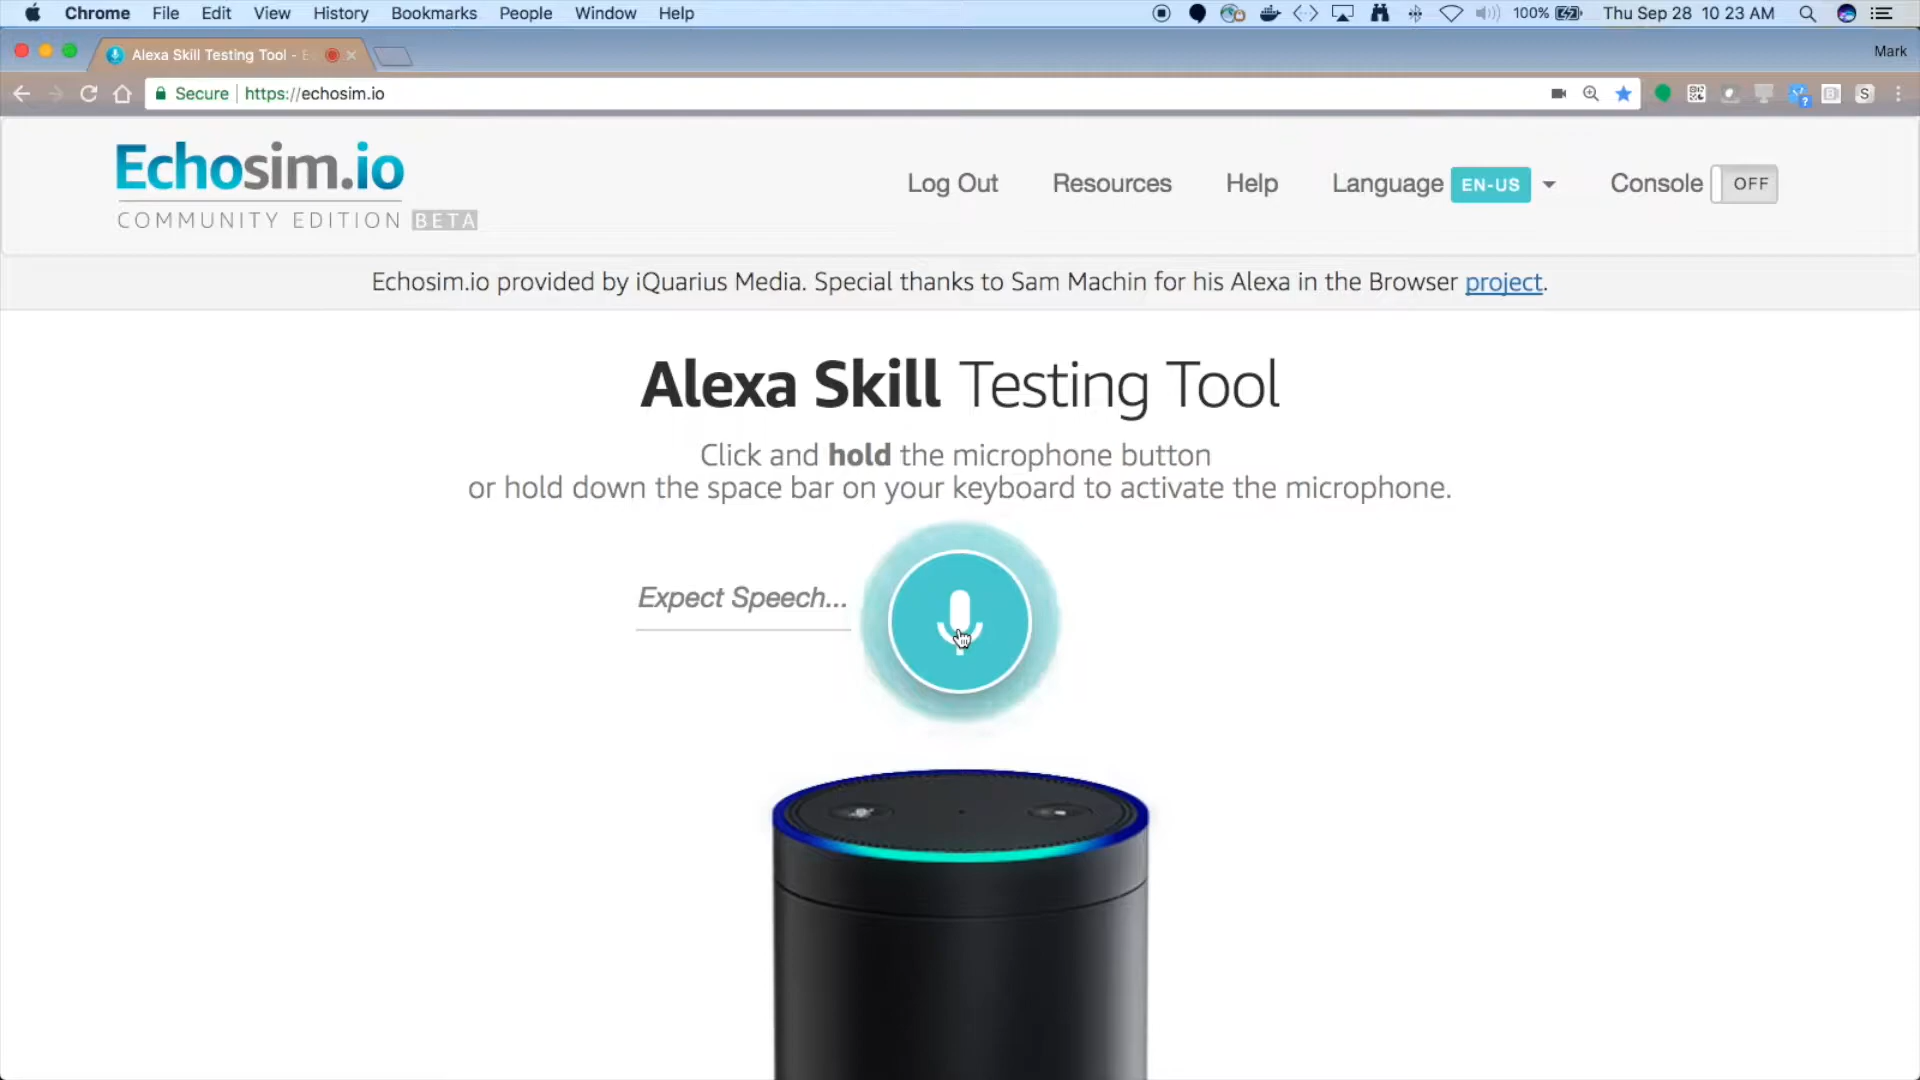 Chrome File Edit View History Bookmarks People Window Help 100% Thu Sep 28 10 23 AM
Alexa Skill Testing Tool - E Mark
Secure https://echosim.io
Echosim.io
COMMUNITY EDITION BETA
Log Out Resources Help Language EN-US Console OFF
Echosim.io provided by iQuarius Media. Special thanks to Sam Machin for his Alexa in the Browser project.
Alexa Skill Testing Tool
Click and hold the microphone button
or hold down the space bar on your keyboard to activate the microphone.
Expect Speech...